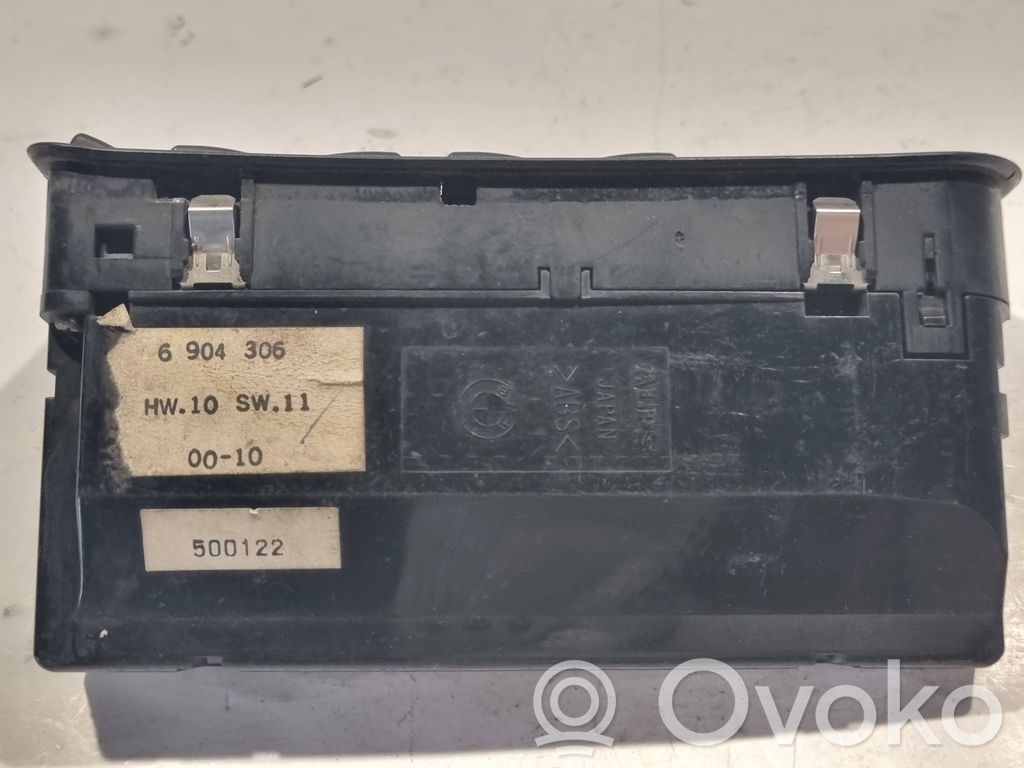 6 904 306
HW.10 SW.11
00-10
500122
ALPS
JAPAN
>ABS<
Ovoko